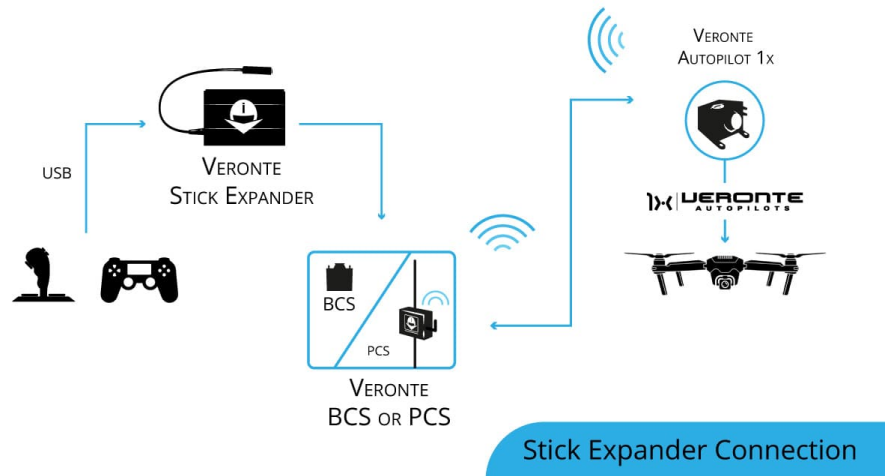 VERONTE
AUTOPILOT 1X
i
USB
VERONTE
STICK EXPANDER
1X VERONTE
AUTOPILOTS
BCS
PCS
VERONTE
BCS OR PCS
Stick Expander Connection